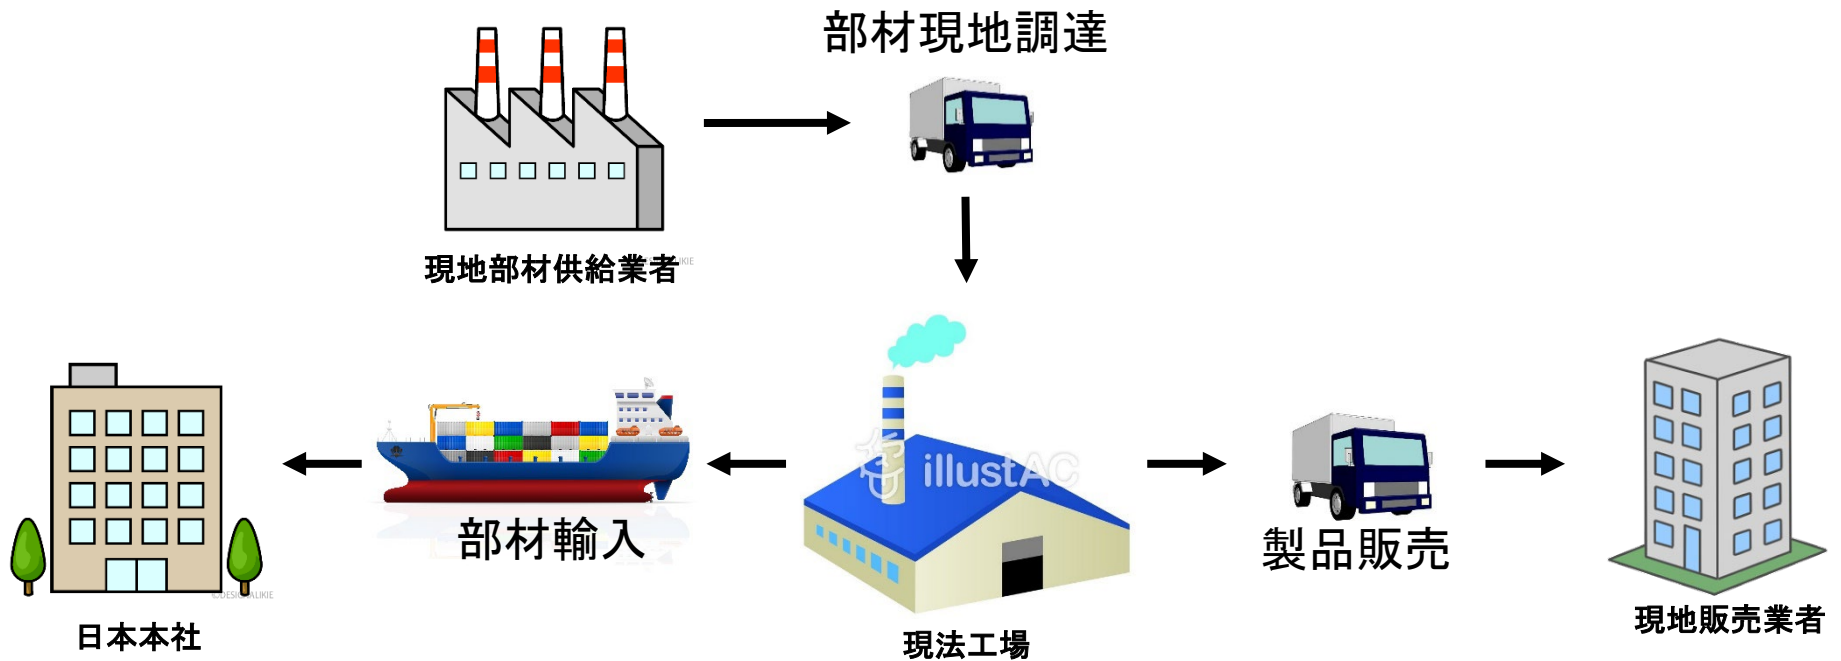 部材現地調達
現地部材供給業者
illustAC
部材輸入
製品販売
©DESIGNALIKIE
日本本社
現法工場
現地販売業者